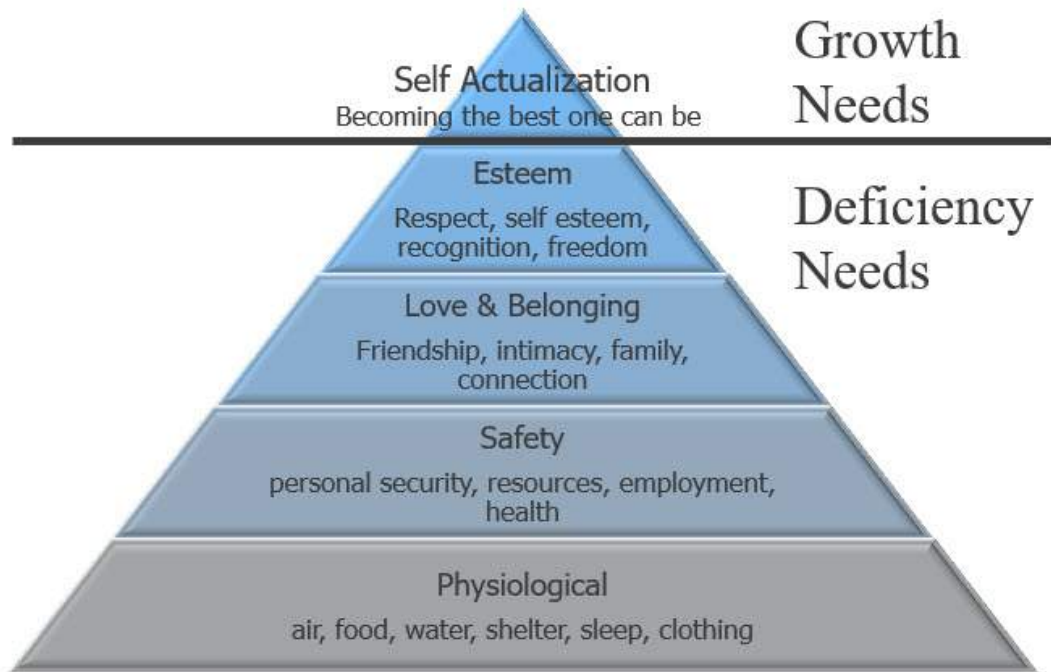 Growth
Needs
Self Actualization
Becoming the best one can be
Deficiency
Needs
Esteem
Respect, self esteem,
recognition, freedom
Love & Belonging
Friendship, intimacy, family,
connection
Safety
personal security, resources, employment,
health
Physiological
air, food, water, shelter, sleep, clothing